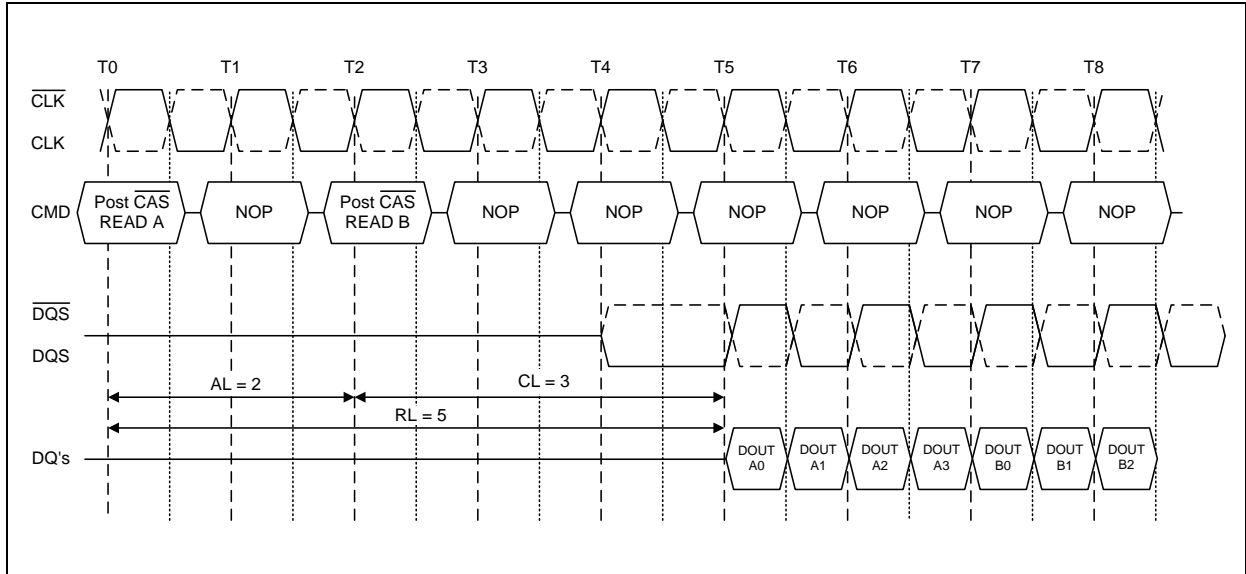 T0 T1 T2 T3 T4 T5 T6 T7 T8
CLK
CLK
CMD
Post CAS
READ A
NOP
Post CAS
READ B
NOP
NOP
NOP
NOP
NOP
NOP
DQS
DQS
AL = 2
CL = 3
RL = 5
DQ's
DOUT
A0
DOUT
A1
DOUT
A2
DOUT
A3
DOUT
B0
DOUT
B1
DOUT
B2